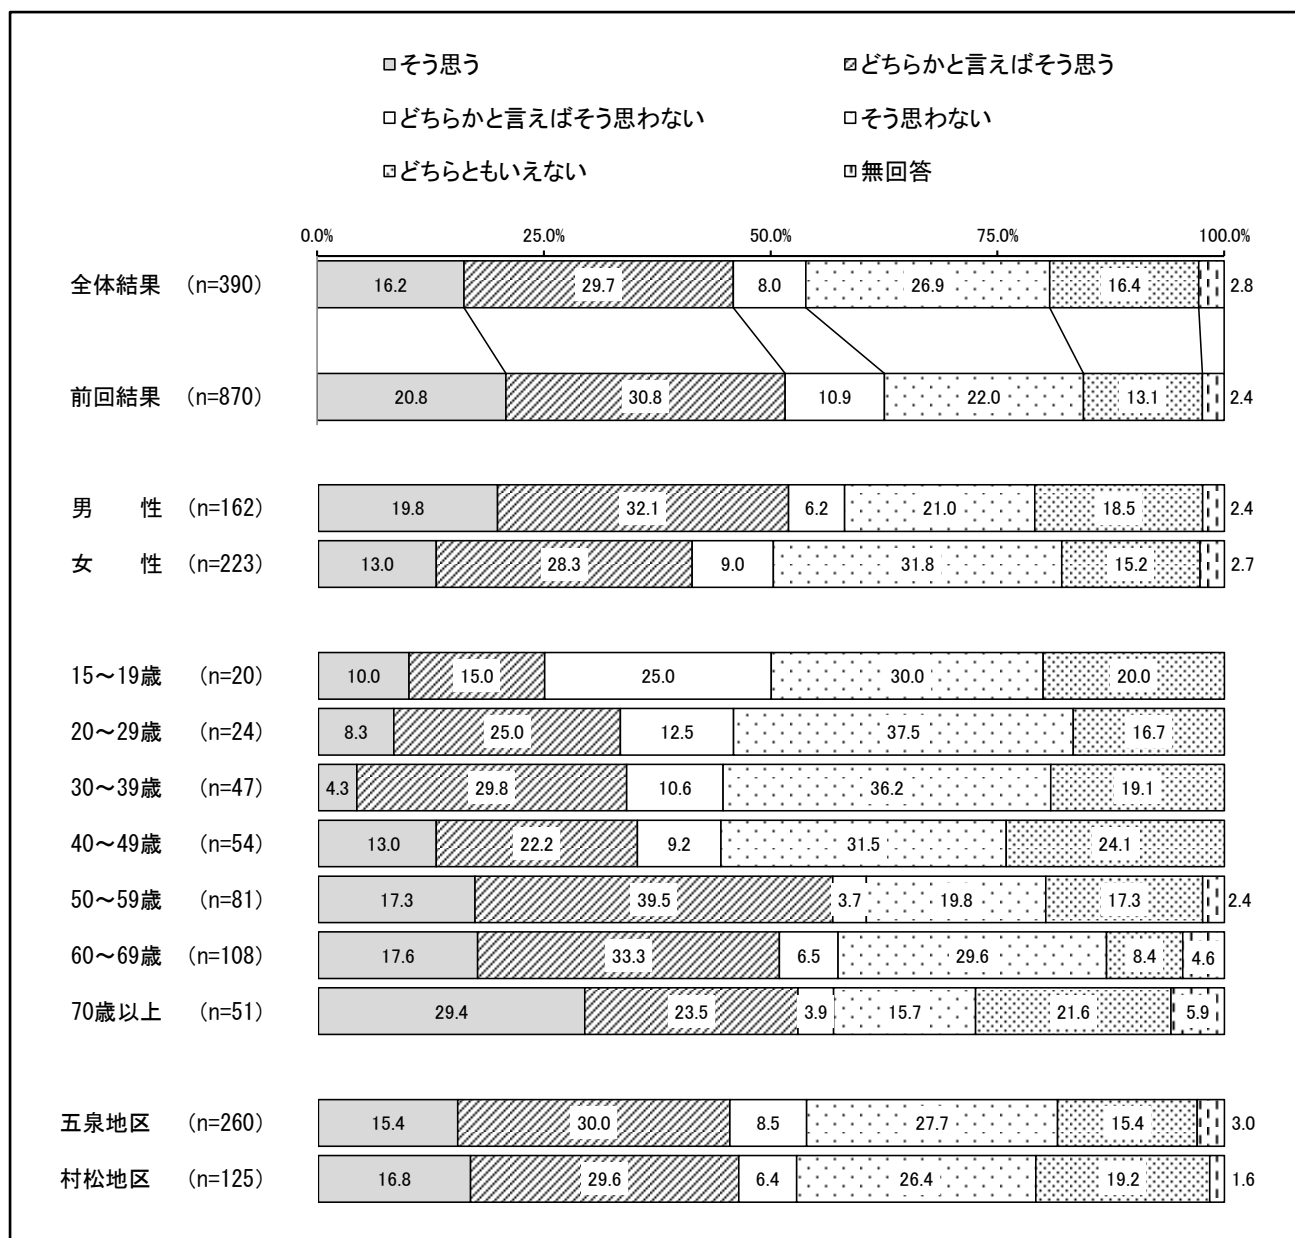 そう思う どちらかと言えばそう思う
どちらかと言えばそう思わない そう思わない
どちらともいえない 無回答
0.0% 25.0% 50.0% 75.0% 100.0%
全体結果 (n=390) 16.2 29.7 8.0 26.9 16.4 2.8
前回結果 (n=870) 20.8 30.8 10.9 22.0 13.1 2.4
男 性 (n=162) 19.8 32.1 6.2 21.0 18.5 2.4
女 性 (n=223) 13.0 28.3 9.0 31.8 15.2 2.7
15～19歳 (n=20) 10.0 15.0 25.0 30.0 20.0
20～29歳 (n=24) 8.3 25.0 12.5 37.5 16.7
30～39歳 (n=47) 4.3 29.8 10.6 36.2 19.1
40～49歳 (n=54) 13.0 22.2 9.2 31.5 24.1
50～59歳 (n=81) 17.3 39.5 3.7 19.8 17.3 2.4
60～69歳 (n=108) 17.6 33.3 6.5 29.6 8.4 4.6
70歳以上 (n=51) 29.4 23.5 3.9 15.7 21.6 5.9
五泉地区 (n=260) 15.4 30.0 8.5 27.7 15.4 3.0
村松地区 (n=125) 16.8 29.6 6.4 26.4 19.2 1.6